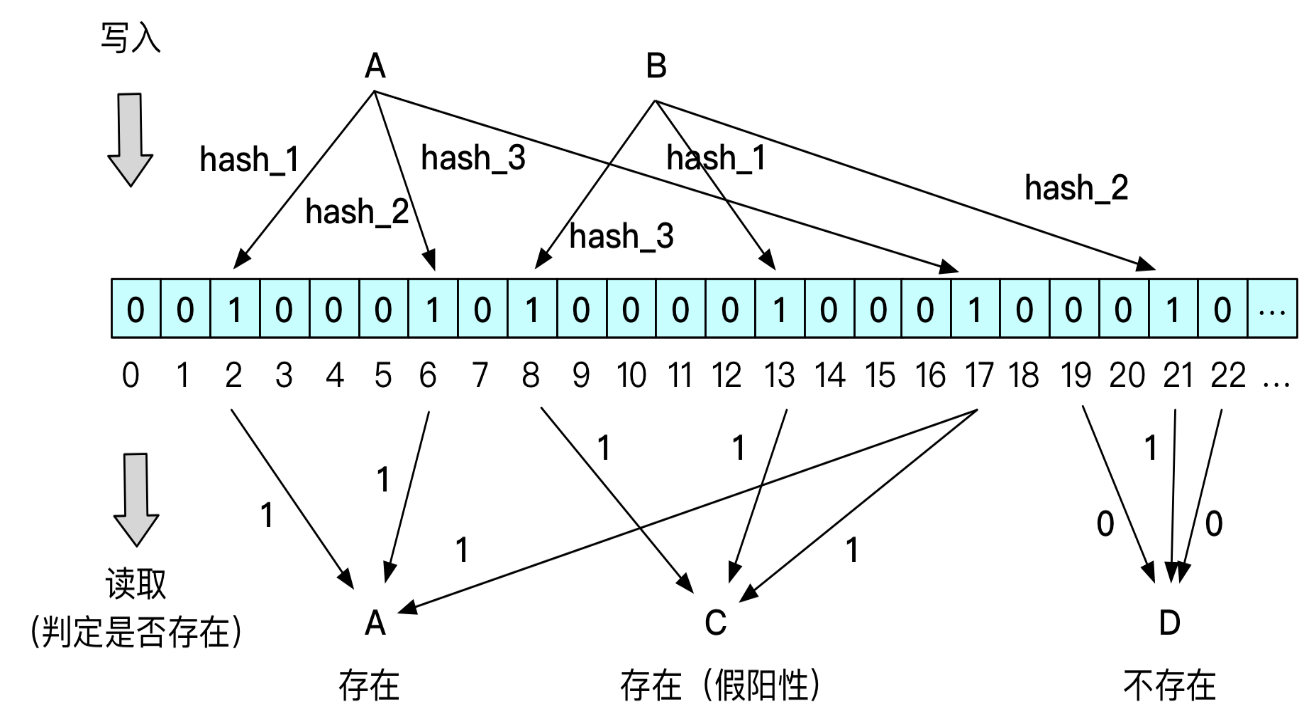 写入
A B
hash_1 hash_3 hash_1
hash_2
hash_2
hash_3
0 0 1 0 0 0 1 0 1 0 0 0 0 1 0 0 0 1 0 0 0 1 0 ...
0 1 2 3 4 5 6 7 8 9 10 11 12 13 14 15 16 17 18 19 20 21 22 ...
1 1 1
1
1 0 0
1 1
读取
(判定是否存在)
A C D
存在 存在（假阳性） 不存在